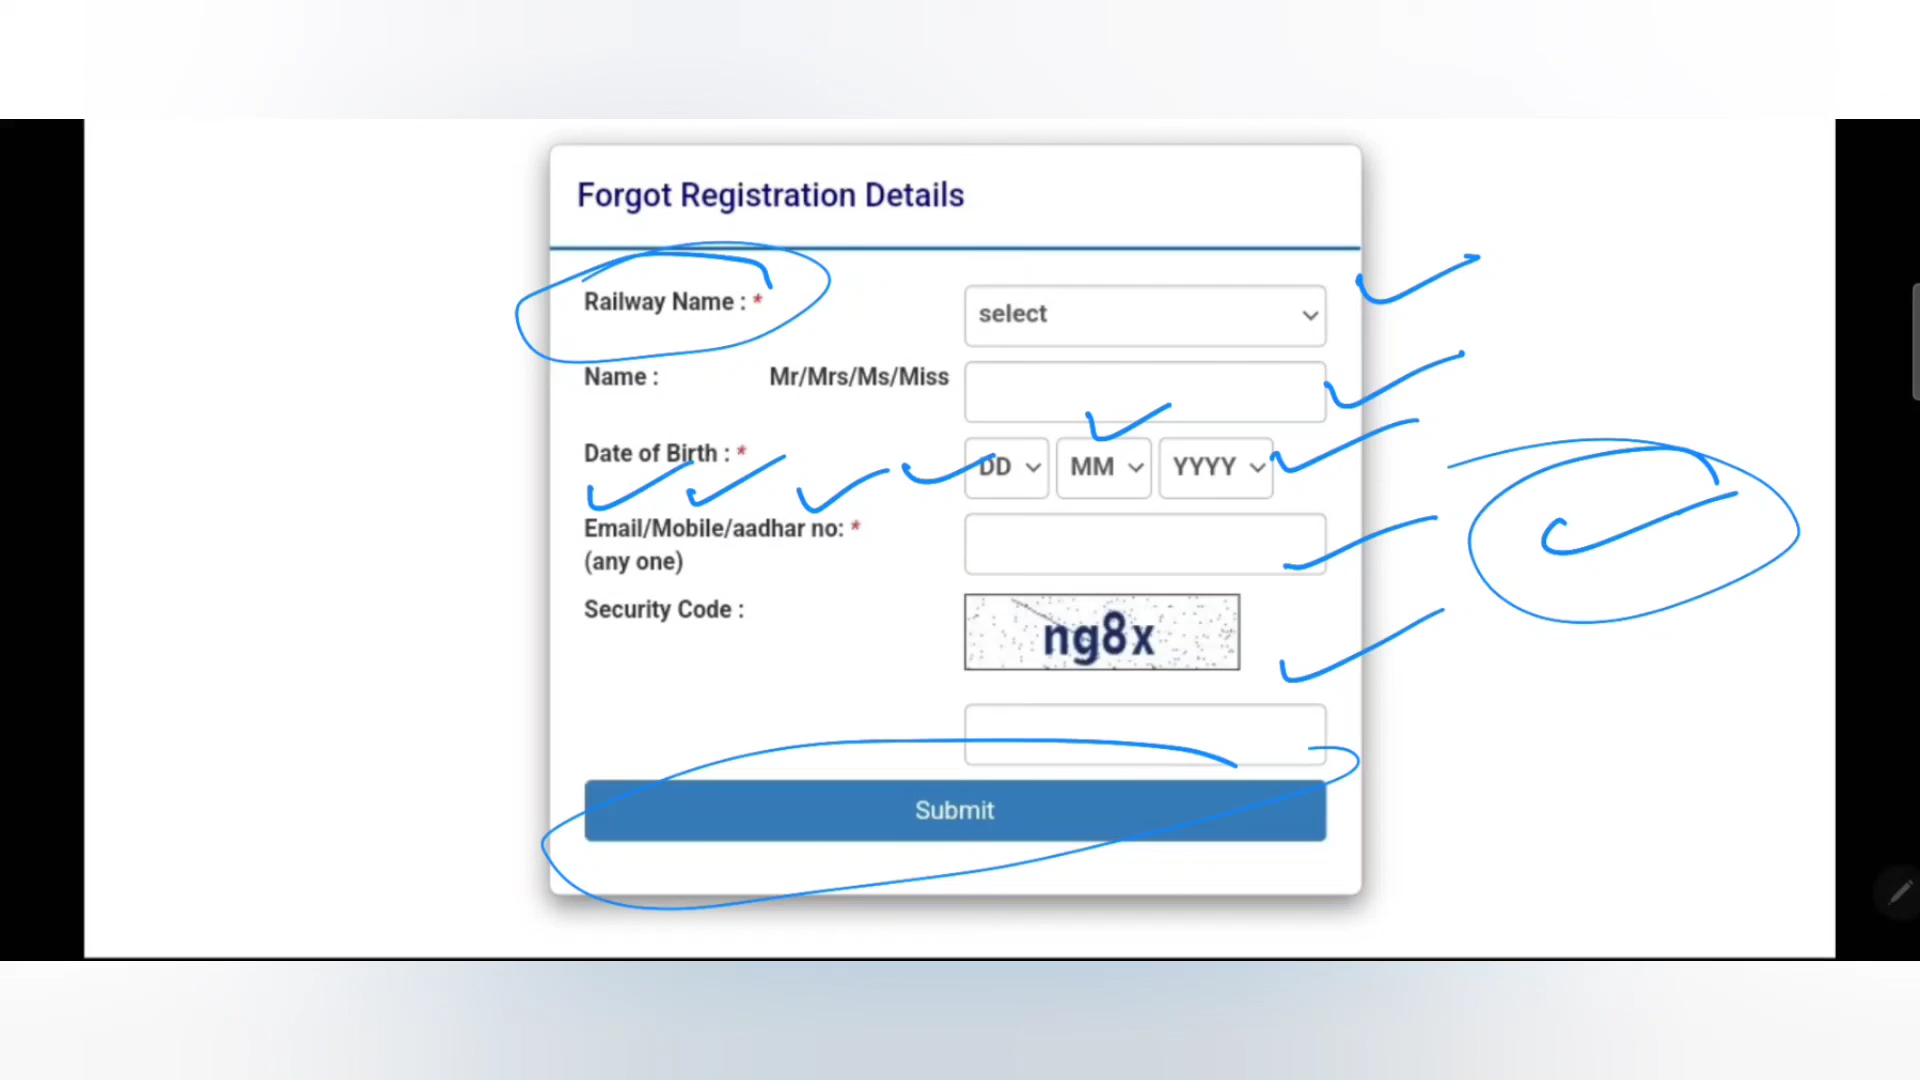 Forgot Registration Details
Railway Name : * select
Name : Mr/Mrs/Ms/Miss
Date of Birth : * DD MM YYYY
Email/Mobile/aadhar no: *
(any one)
Security Code : ng8x
Submit